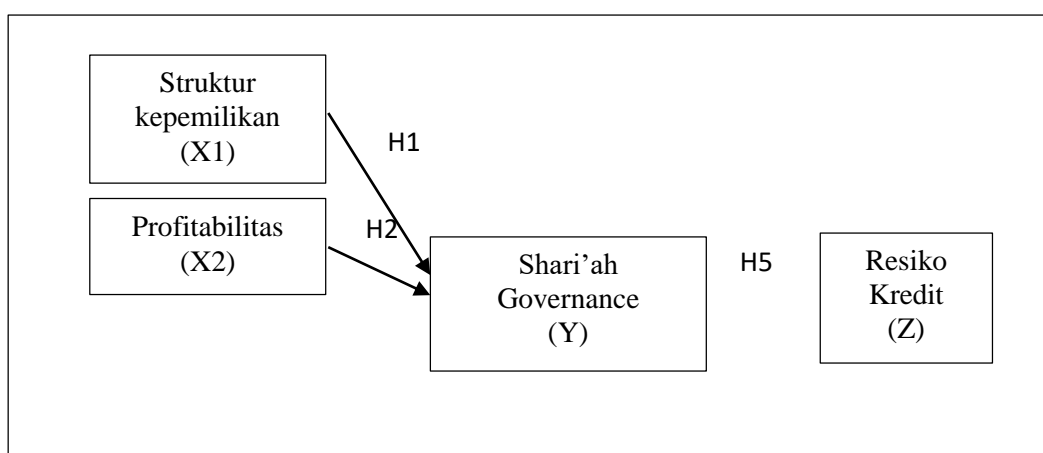 Struktur
kepemilikan
(X1)
H1
Profitabilitas
(X2)
H2
Shari’ah
Governance
(Y)
H5
Resiko
Kredit
(Z)